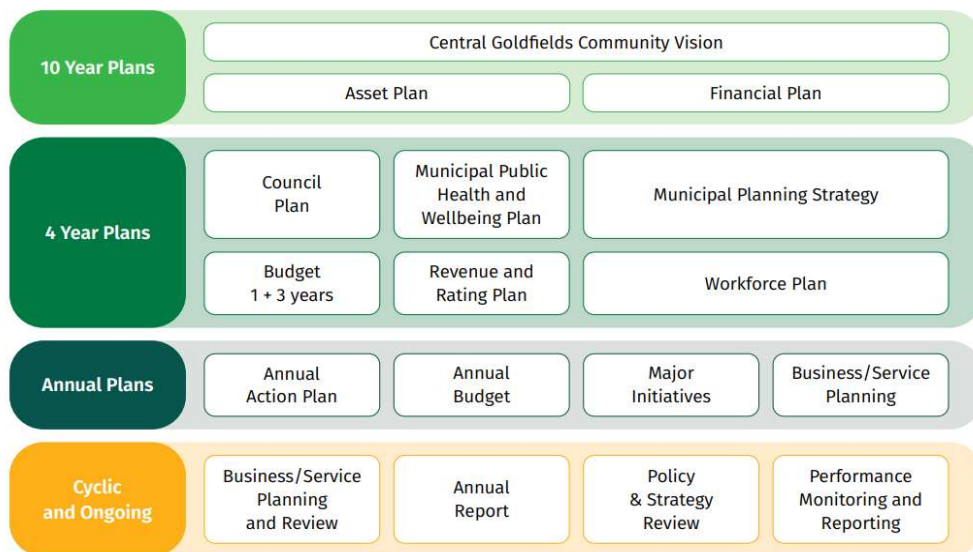 10 Year Plans
Central Goldfields Community Vision
Asset Plan
Financial Plan
4 Year Plans
Council
Plan
Municipal Public
Health and
Wellbeing Plan
Municipal Planning Strategy
Budget
1 + 3 years
Revenue and
Rating Plan
Workforce Plan
Annual Plans
Annual
Action Plan
Annual
Budget
Major
Initiatives
Business/Service
Planning
Cyclic
and Ongoing
Business/Service
Planning
and Review
Annual
Report
Policy
& Strategy
Review
Performance
Monitoring and
Reporting